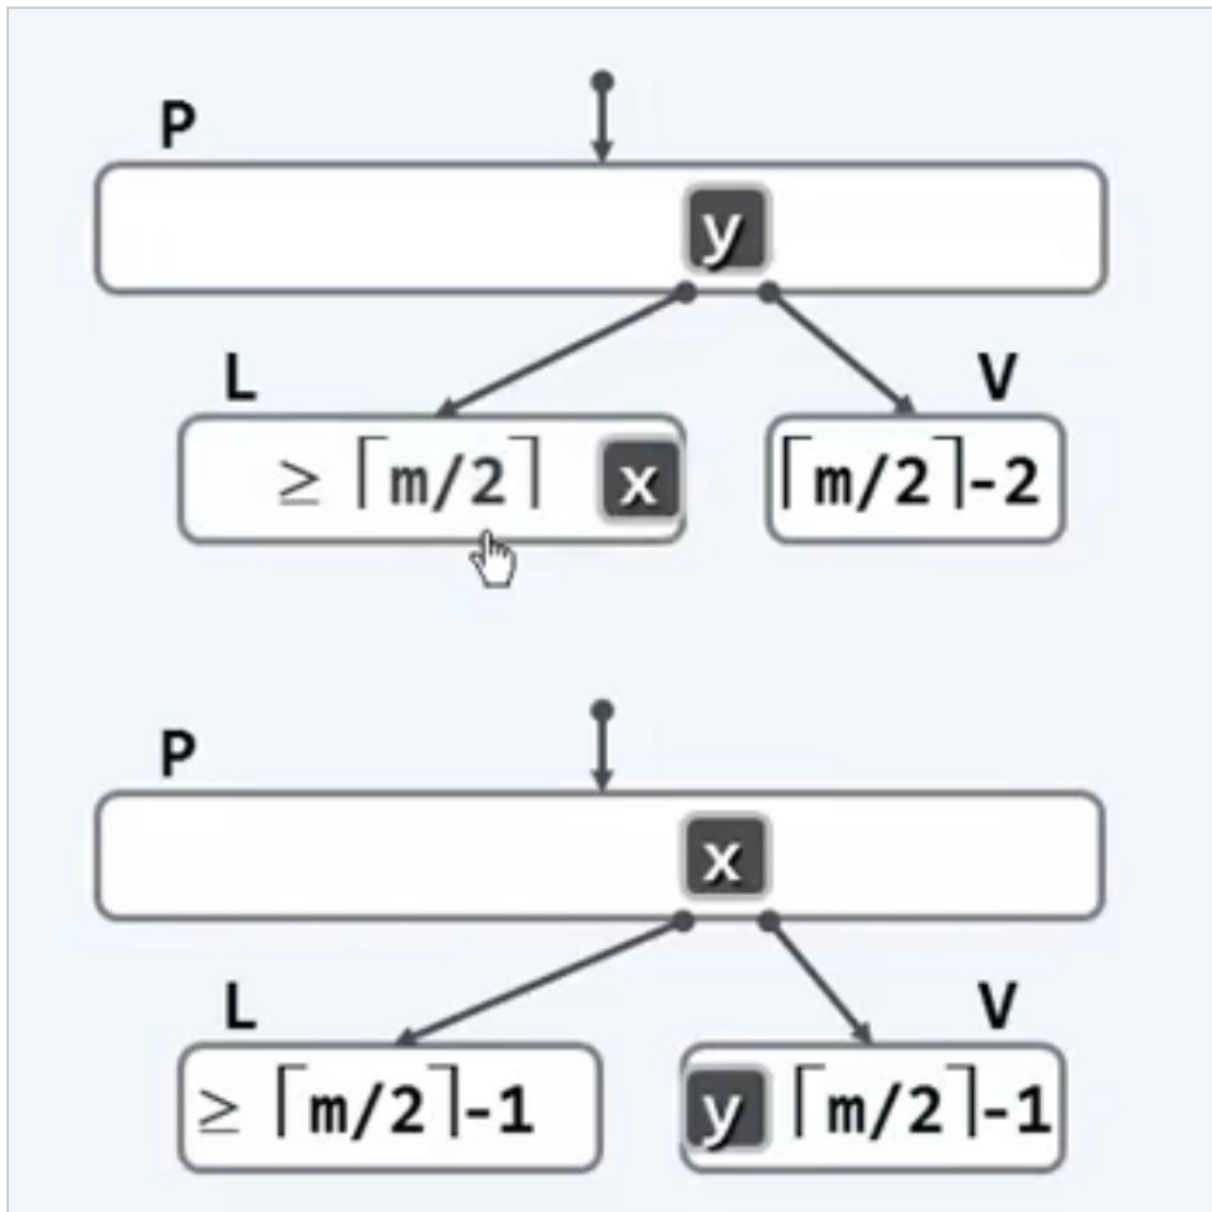 P
y
L V
≥ ⌈m/2⌉ x ⌈m/2⌉-2
P
x
L V
≥ ⌈m/2⌉-1 y ⌈m/2⌉-1